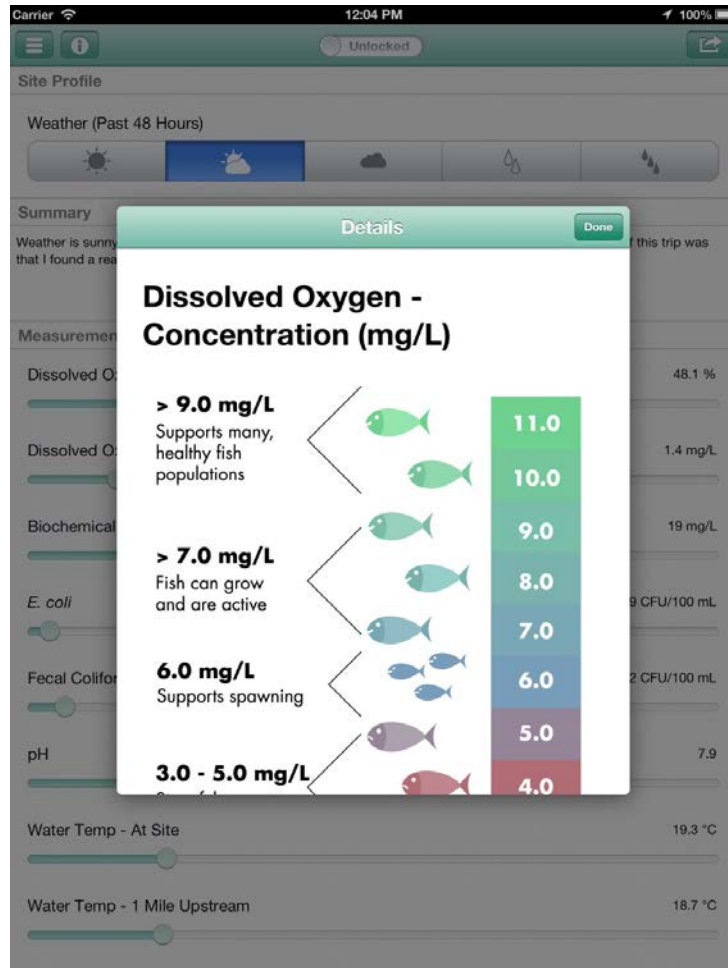 Carrier 12:04 PM 100%
Unlocked
Site Profile
Weather (Past 48 Hours)
Summary
Details
Done
Weather is sunny this trip was
that I found a rea
Dissolved Oxygen -
Concentration (mg/L)
Measuremen
Dissolved O 48.1 %
> 9.0 mg/L
Supports many,
healthy fish
populations
11.0
Dissolved O 1.4 mg/L
10.0
Biochemical 19 mg/L
9.0
> 7.0 mg/L
Fish can grow
and are active
8.0
E. coli 9 CFU/100 mL
7.0
6.0 mg/L
Supports spawning
6.0
Fecal Colifor 2 CFU/100 mL
5.0
pH 7.9
3.0 - 5.0 mg/L
4.0
Water Temp - At Site 19.3 °C
Water Temp - 1 Mile Upstream 18.7 °C